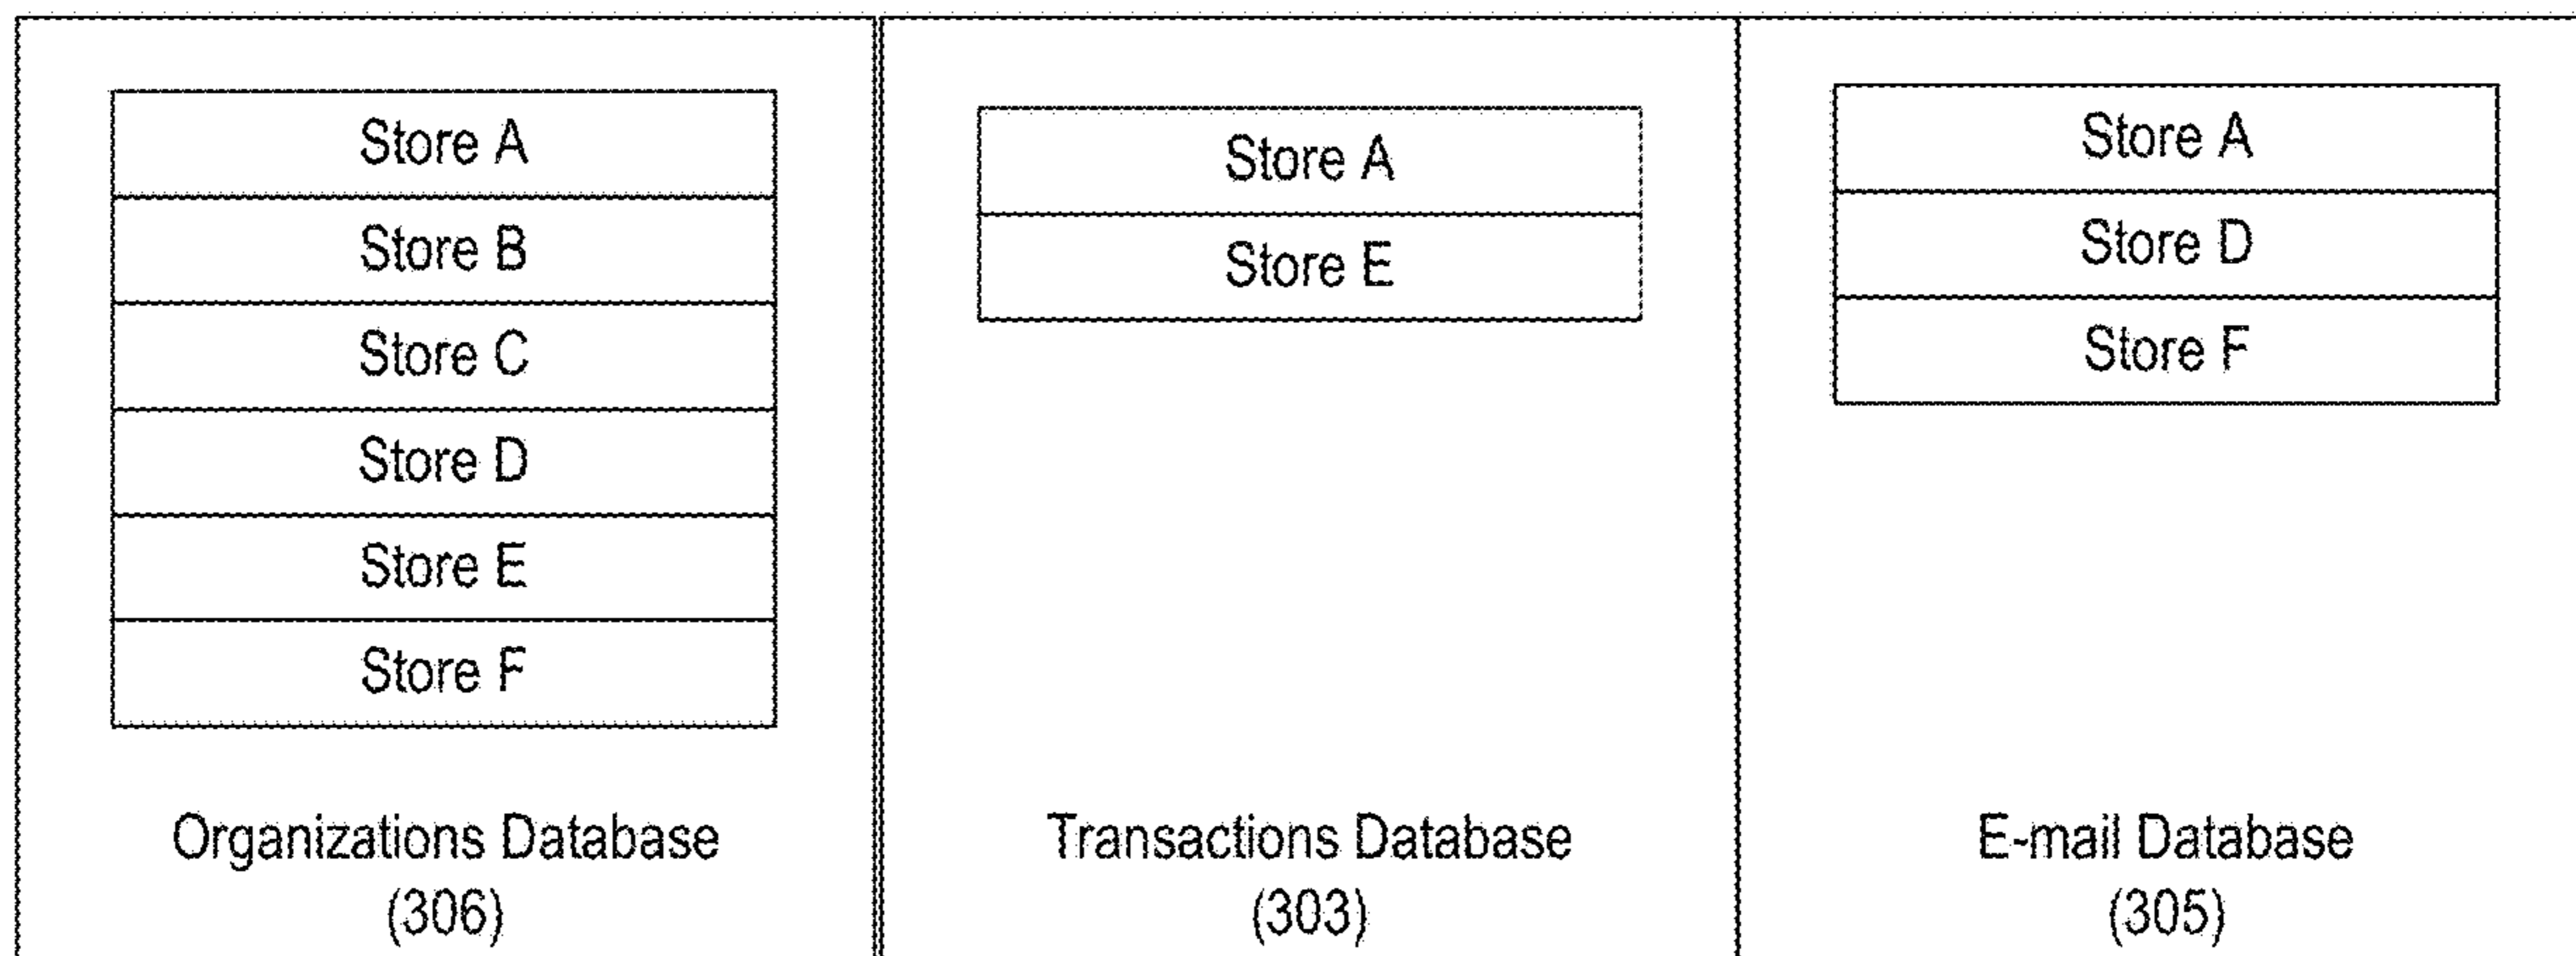 Store A
Store B
Store C
Store D
Store E
Store F
Organizations Database
(306)
Store A
Store E
Transactions Database
(303)
Store A
Store D
Store F
E-mail Database
(305)